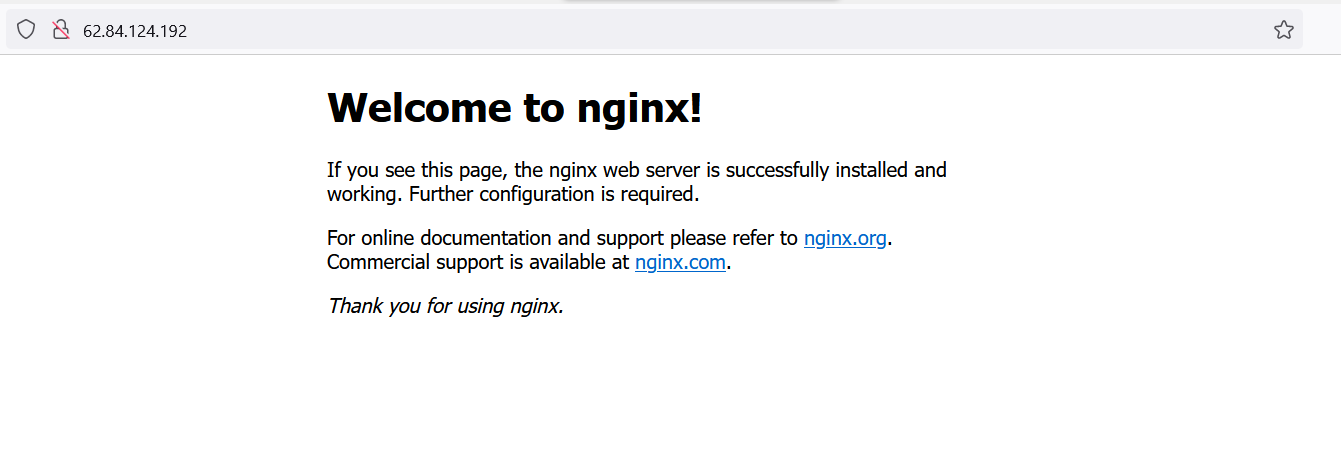 62.84.124.192
Welcome to nginx!
If you see this page, the nginx web server is successfully installed and
working. Further configuration is required.
For online documentation and support please refer to nginx.org.
Commercial support is available at nginx.com.
Thank you for using nginx.